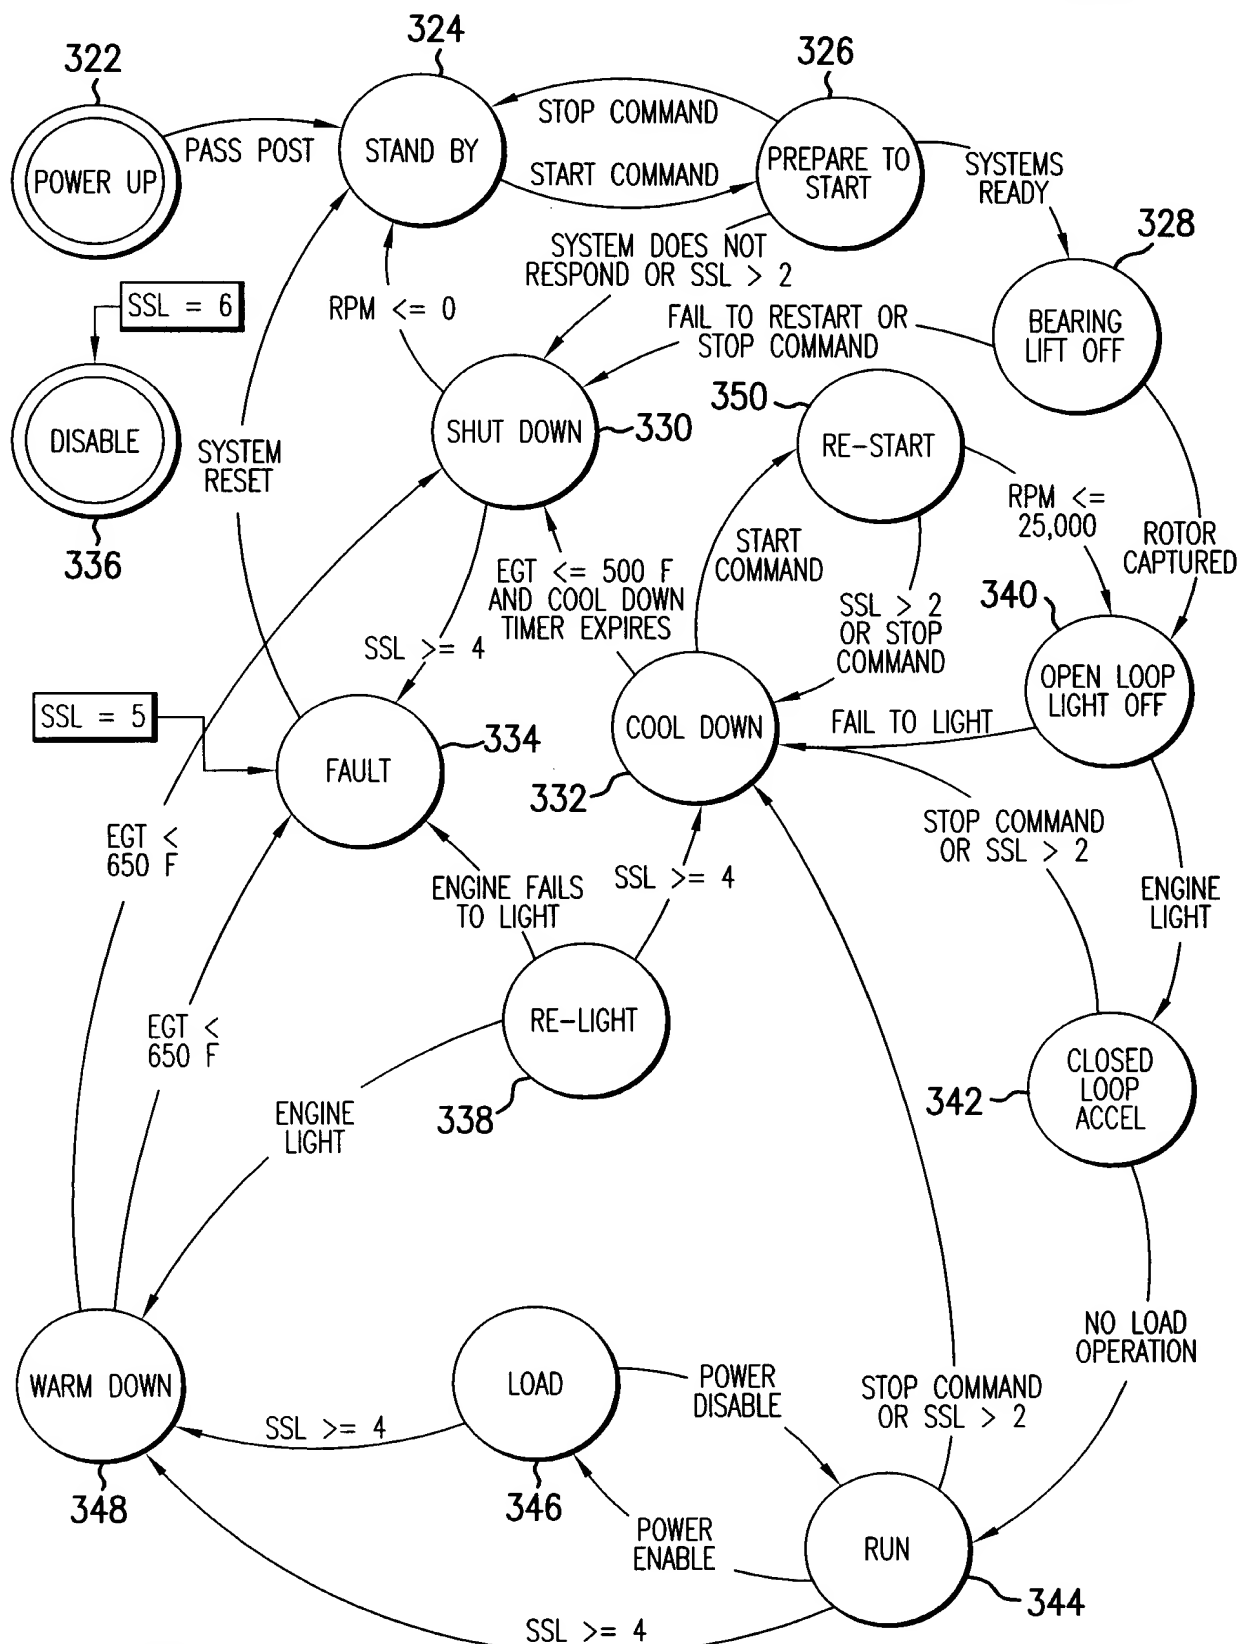 322
POWER UP
PASS POST
324
STAND BY
STOP COMMAND
START COMMAND
326
PREPARE TO
START
SYSTEMS
READY
328
BEARING
LIFT OFF
SSL = 6
DISABLE
336
RPM <= 0
SYSTEM DOES NOT
RESPOND OR SSL > 2
FAIL TO RESTART OR
STOP COMMAND
SHUT DOWN
330
350
RE-START
SYSTEM
RESET
RPM <=
25,000
ROTOR
CAPTURED
START
COMMAND
EGT <= 500 F
AND COOL DOWN
TIMER EXPIRES
SSL > 2
OR STOP
COMMAND
340
OPEN LOOP
LIGHT OFF
SSL >= 4
SSL = 5
FAULT
334
COOL DOWN
332
FAIL TO LIGHT
STOP COMMAND
OR SSL > 2
ENGINE
LIGHT
EGT <
650 F
ENGINE FAILS
TO LIGHT
SSL >= 4
EGT <
650 F
RE-LIGHT
338
ENGINE
LIGHT
342
CLOSED
LOOP
ACCEL
NO LOAD
OPERATION
WARM DOWN
348
SSL >= 4
LOAD
346
POWER
DISABLE
STOP COMMAND
OR SSL > 2
POWER
ENABLE
RUN
344
SSL >= 4